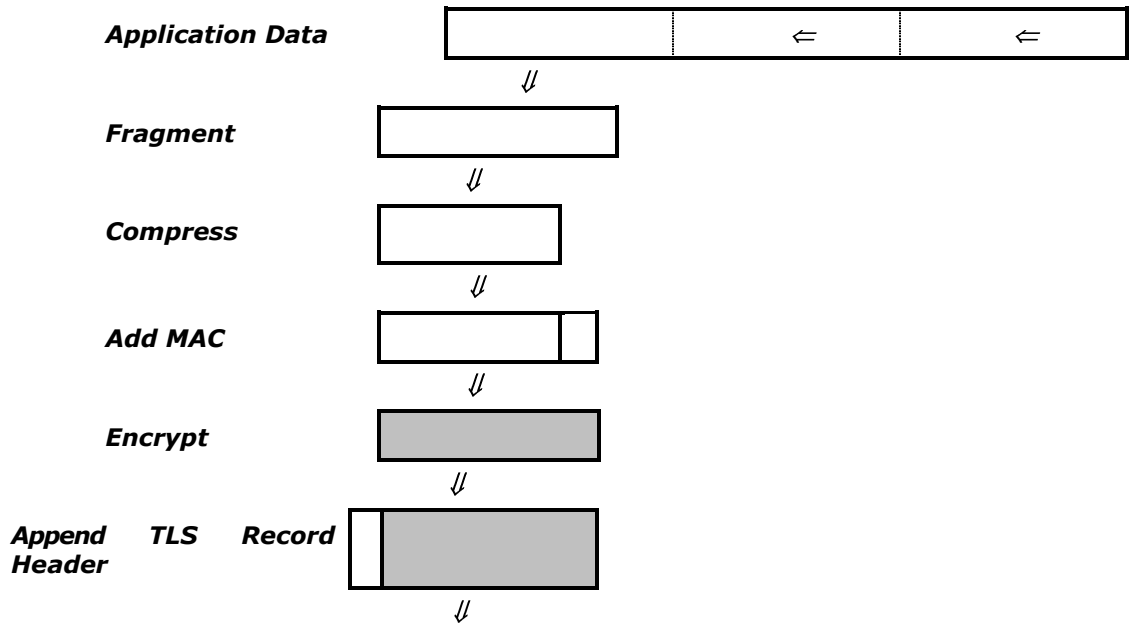 Application Data ⇐ ⇐
⇓
Fragment
⇓
Compress
⇓
Add MAC
⇓
Encrypt
⇓
Append TLS Record
Header
⇓